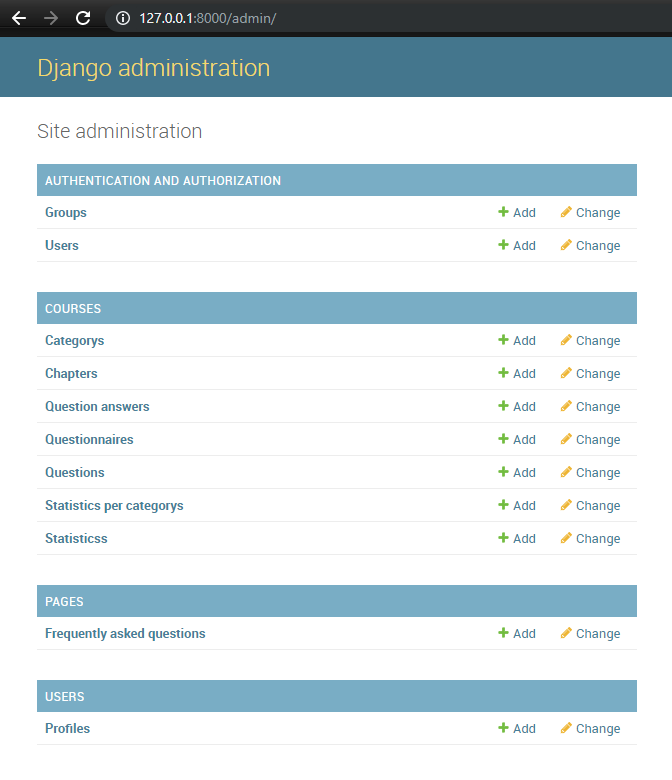 127.0.0.1:8000/admin/
Django administration
Site administration
AUTHENTICATION AND AUTHORIZATION
Groups Add Change
Users Add Change
COURSES
Categorys Add Change
Chapters Add Change
Question answers Add Change
Questionnaires Add Change
Questions Add Change
Statistics per categorys Add Change
Statisticss Add Change
PAGES
Frequently asked questions Add Change
USERS
Profiles Add Change